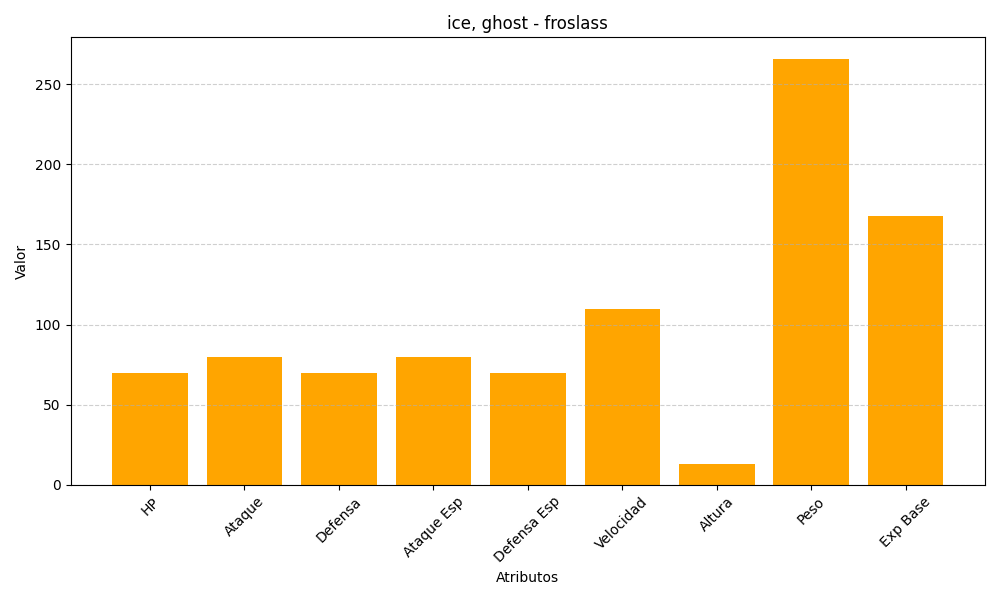 ice, ghost - froslass
Valor
250
200
150
100
50
0
HP
Ataque
Defensa
Ataque Esp
Defensa Esp
Velocidad
Altura
Peso
Exp Base
Atributos